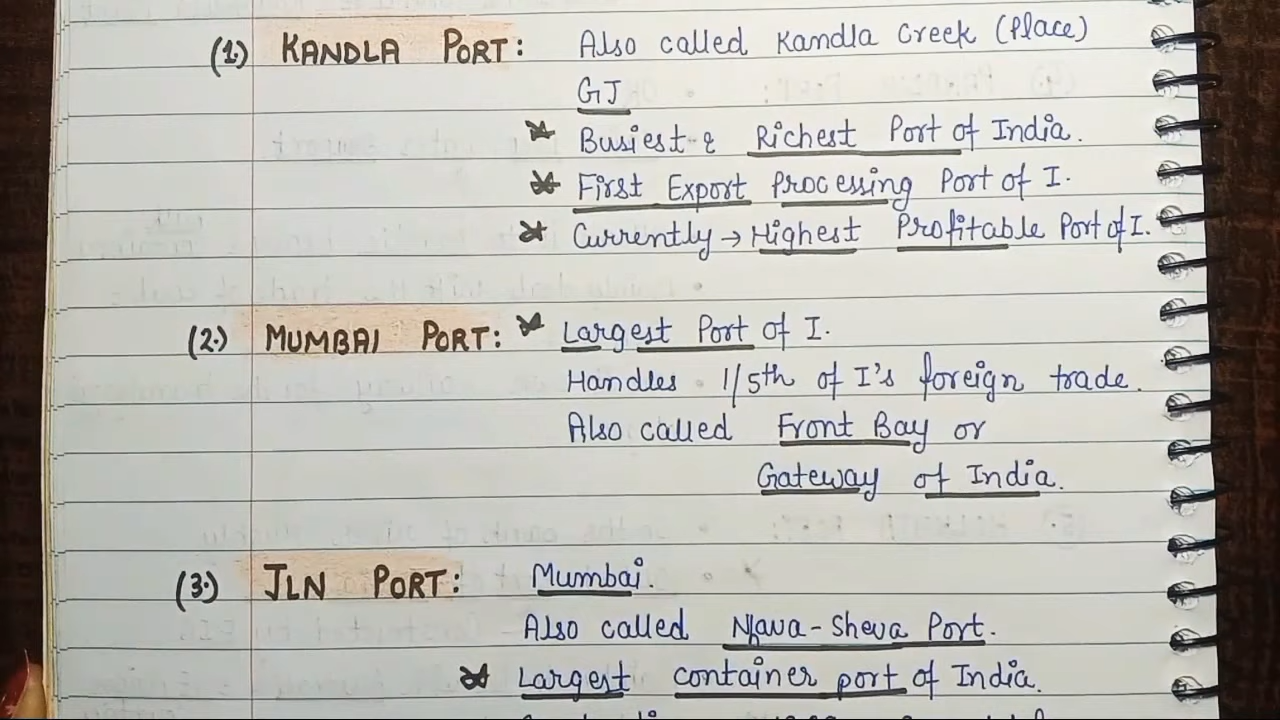 (1.) KANDLA PORT: Also called Kandla Creek (Place)
GJ
* Busiest & Richest Port of India.
* First Export Processing Port of I.
* Currently → Highest Profitable Port of I.
(2.) MUMBAI PORT: * Largest Port of I.
Handles 1/5th of I's foreign trade.
Also called Front Bay or
Gateway of India.
(3.) JLN PORT: Mumbai.
Also called Nhava-Sheva Port.
* Largest container port of India.